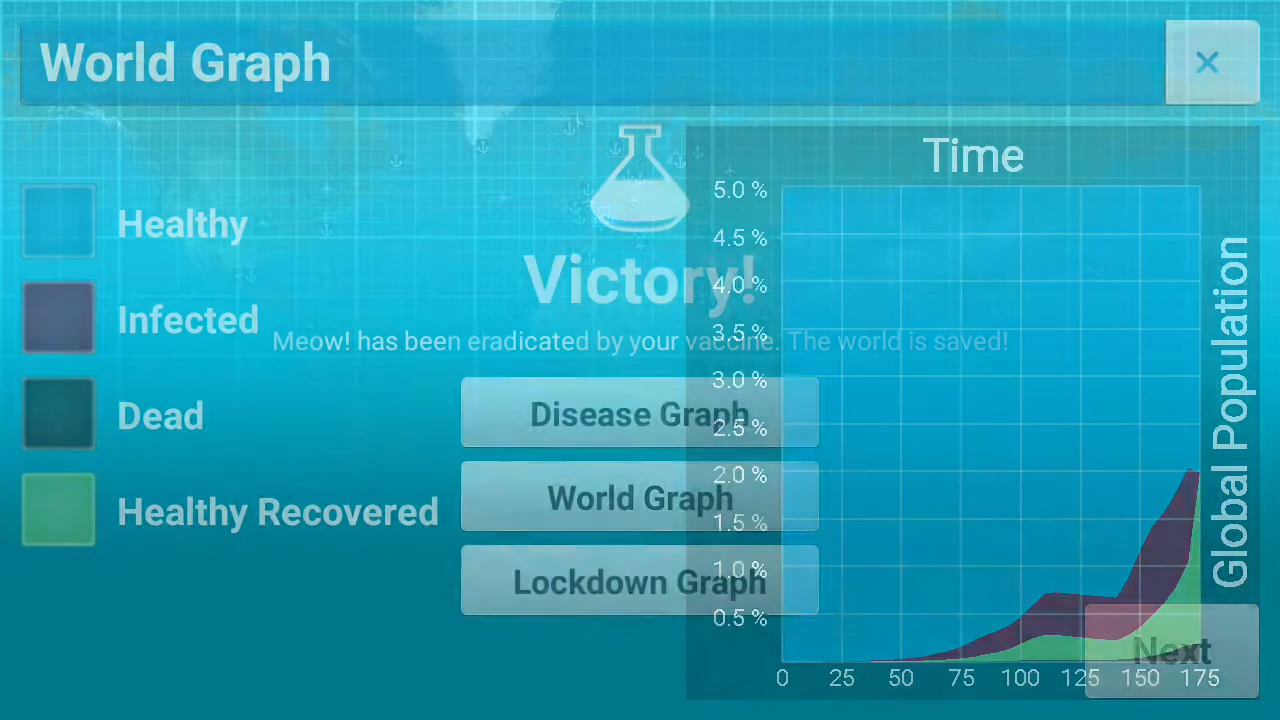 World Graph
×
Time
Healthy
Infected
Dead
Healthy Recovered
Victory!
Meow! has been eradicated by your vaccine. The world is saved!
Disease Graph
World Graph
Lockdown Graph
5.0 %
4.5 %
4.0 %
3.5 %
3.0 %
2.5 %
2.0 %
1.5 %
1.0 %
0.5 %
0 25 50 75 100 125 150 175
Global Population
Next